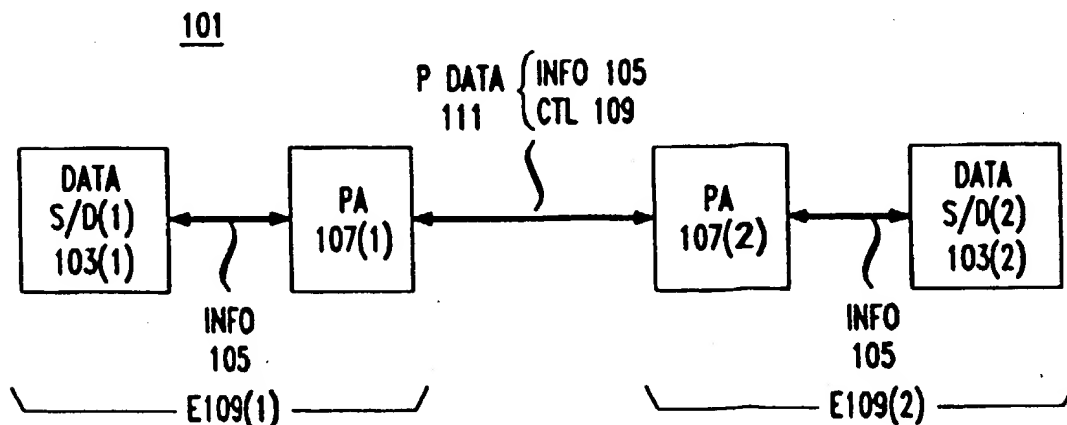 101
P DATA
111
INFO 105
CTL 109
DATA
S/D(1)
103(1)
PA
107(1)
PA
107(2)
DATA
S/D(2)
103(2)
INFO
105
INFO
105
E109(1)
E109(2)